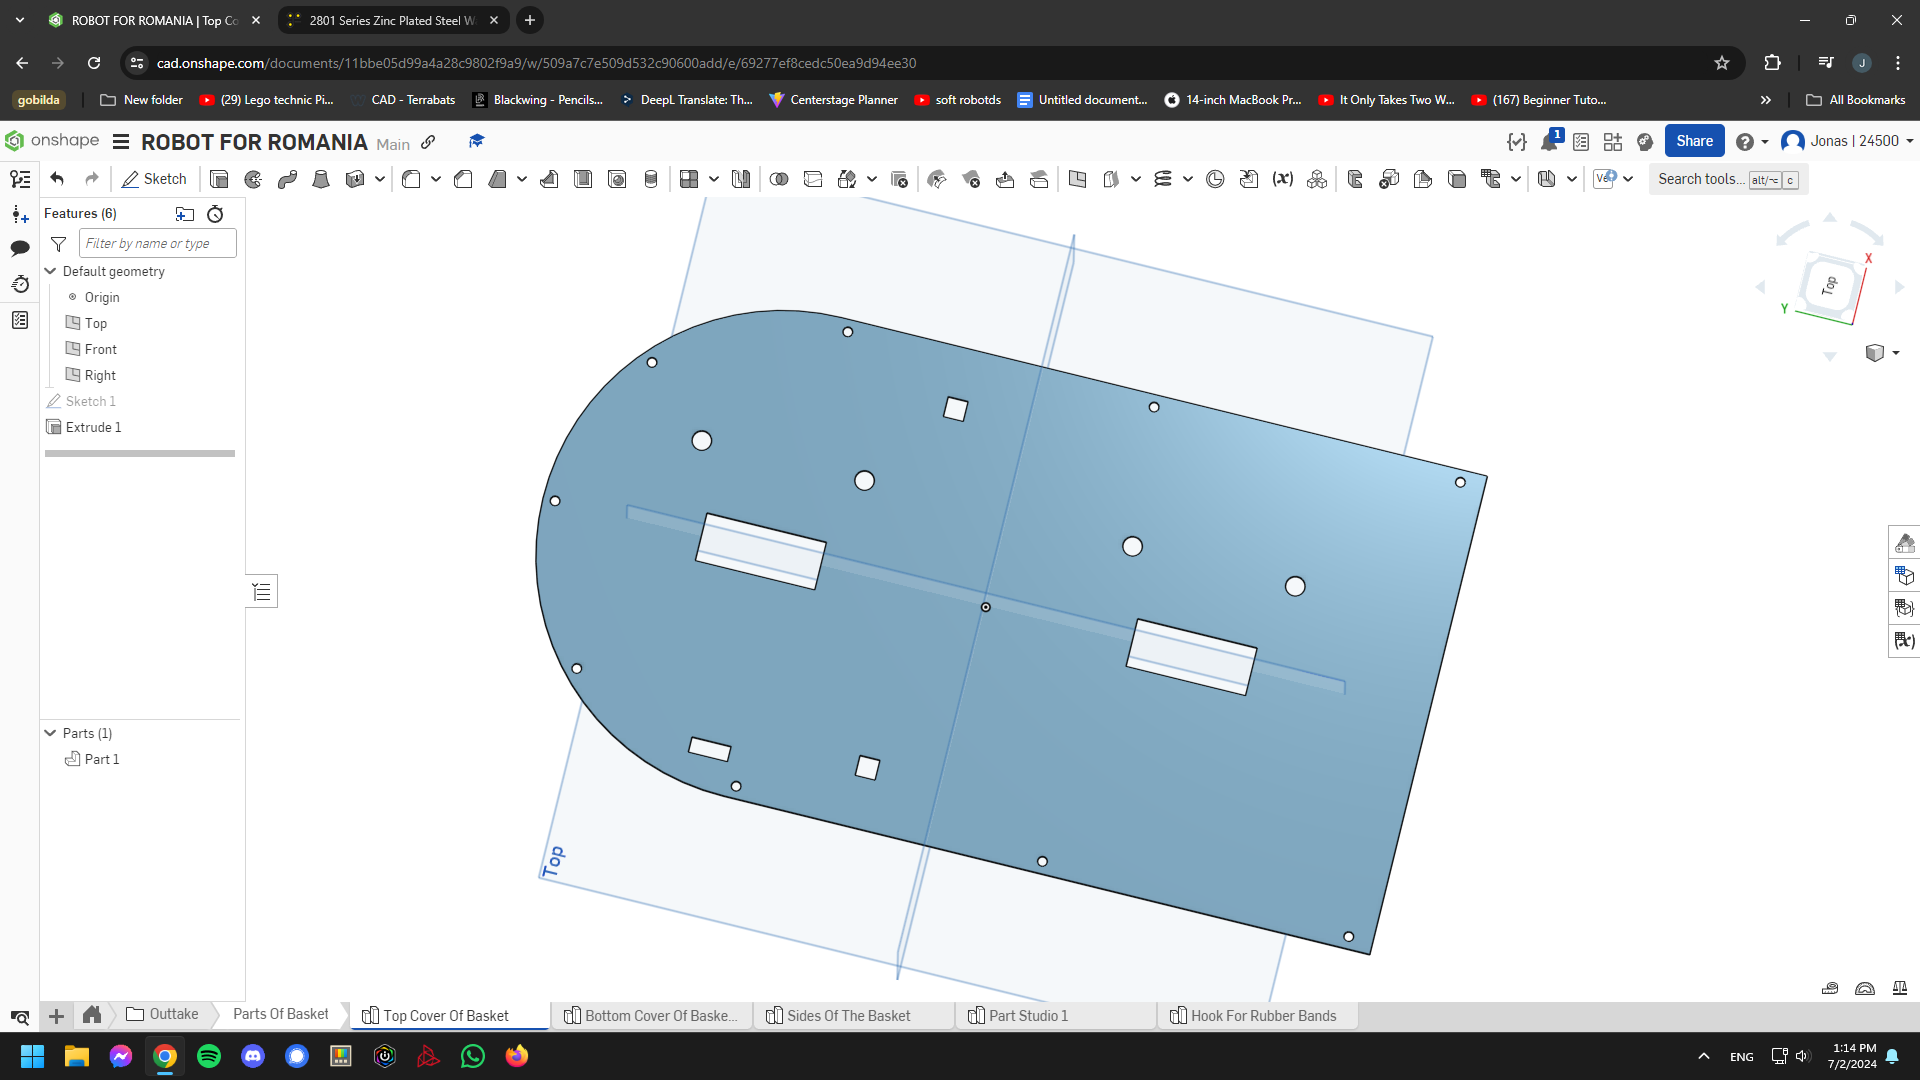 ROBOT FOR ROMANIA | Top Co
2801 Series Zinc Plated Steel W
cad.onshape.com/documents/11bbe05d99a4a28c9802f9a9/w/509a7c7e509d532c90600add/e/69277ef8cedc50ea9d94ee30
J
gobilda
New folder
(29) Lego technic Pi...
CAD - Terrabats
Blackwing - Pencils...
DeepL Translate: Th...
Centerstage Planner
soft robotds
Untitled document...
14-inch MacBook Pr...
It Only Takes Two W...
(167) Beginner Tuto...
All Bookmarks
onshape
ROBOT FOR ROMANIA Main
1
Share
Jonas | 24500
Sketch
Search tools... alt/⌥ c
Features (6)
Filter by name or type
Default geometry
Origin
Top
Front
Right
Sketch 1
Extrude 1
Parts (1)
Part 1
Top
X
Top
Y
Outtake
Parts Of Basket
Top Cover Of Basket
Bottom Cover Of Baske...
Sides Of The Basket
Part Studio 1
Hook For Rubber Bands
ENG
1:14 PM
7/2/2024